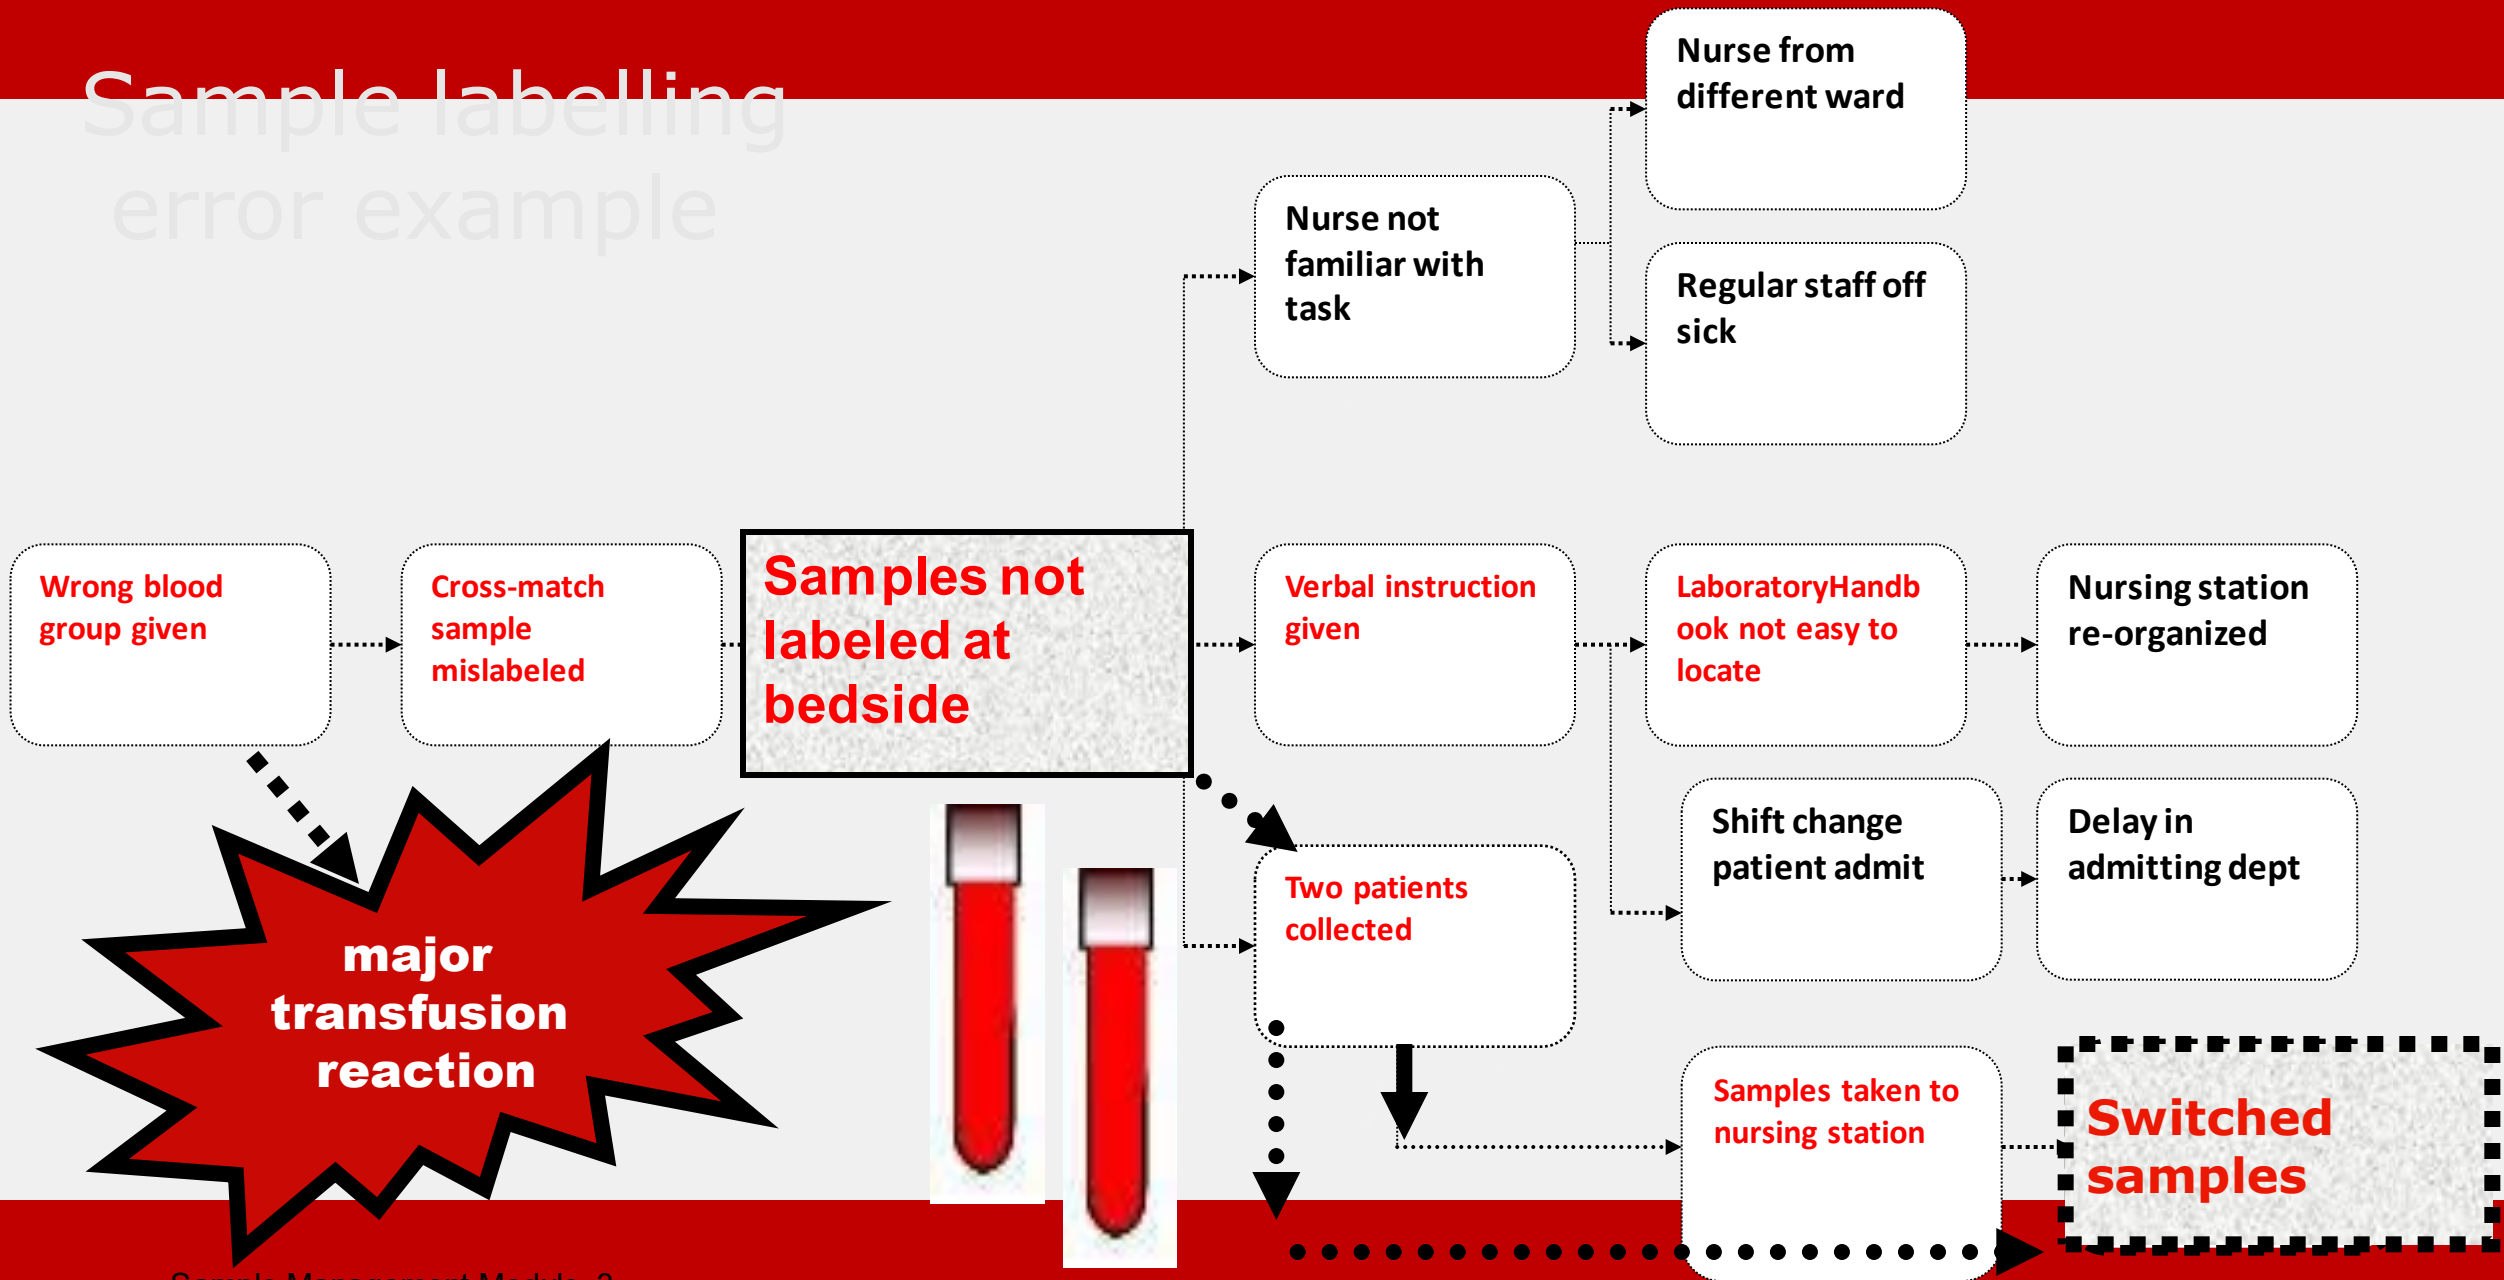 Sample labelling
error example
Nurse from
different ward
Nurse not
familiar with
task
Regular staff off
sick
Wrong blood
group given
Cross-match
sample
mislabeled
Samples not
labeled at
bedside
Verbal instruction
given
LaboratoryHandb
ook not easy to
locate
Nursing station
re-organized
Shift change
patient admit
Delay in
admitting dept
Two patients
collected
major
transfusion
reaction
Samples taken to
nursing station
Switched
samples
Sample Management-Module